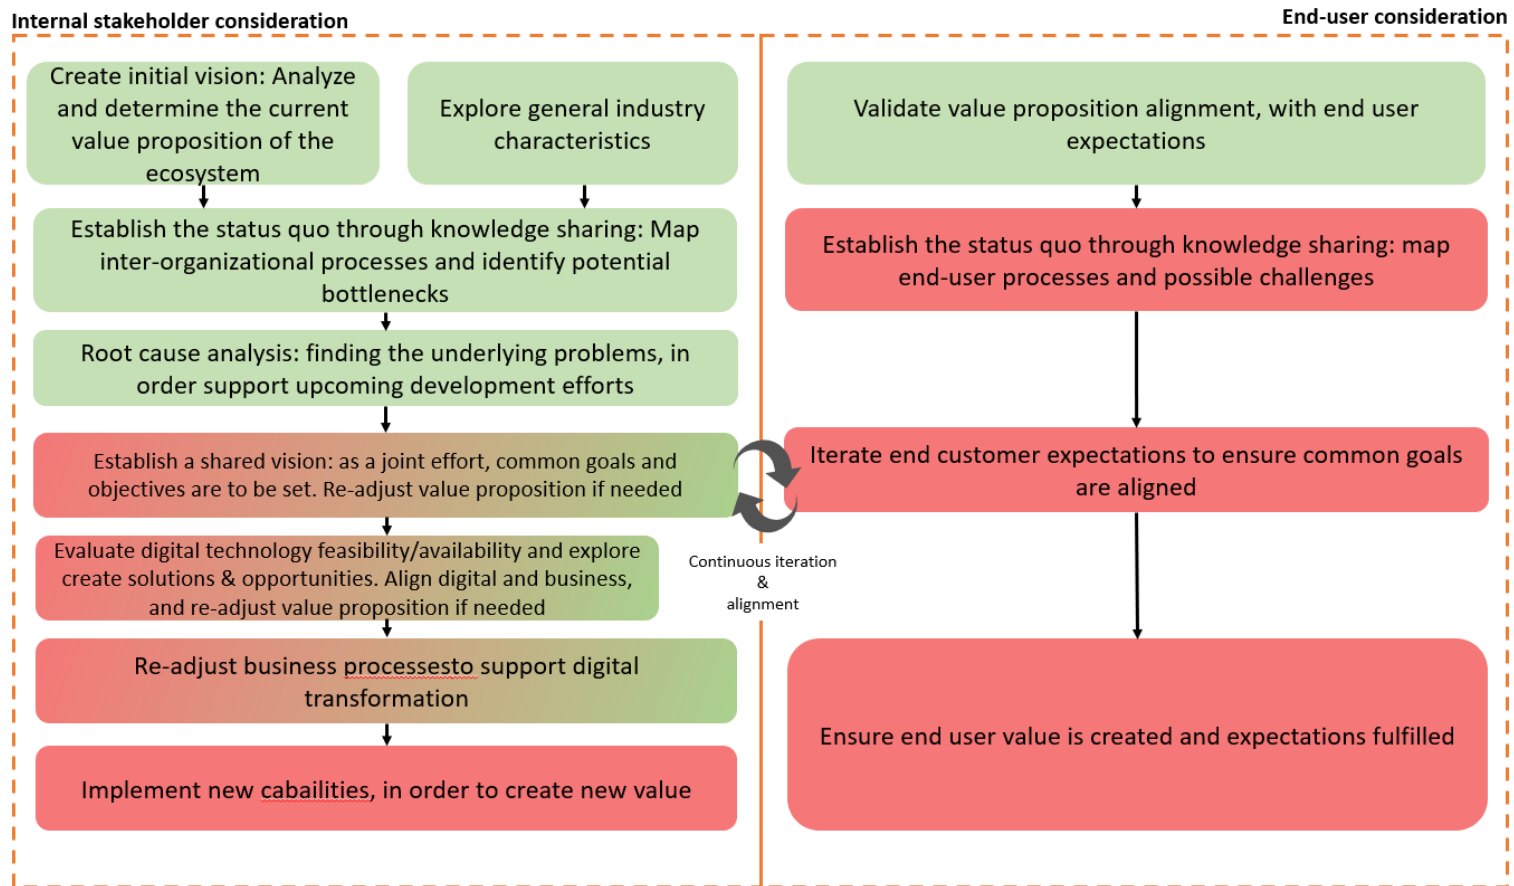 Internal stakeholder consideration
End-user consideration
Create initial vision: Analyze
and determine the current
value proposition of the
ecosystem
Explore general industry
characteristics
Validate value proposition alignment, with end user
expectations
Establish the status quo through knowledge sharing: Map
inter-organizational processes and identify potential
bottlenecks
Establish the status quo through knowledge sharing: map
end-user processes and possible challenges
Root cause analysis: finding the underlying problems, in
order support upcoming development efforts
Establish a shared vision: as a joint effort, common goals and
objectives are to be set. Re-adjust value proposition if needed
Iterate end customer expectations to ensure common goals
are aligned
Evaluate digital technology feasibility/availability and explore
create solutions & opportunities. Align digital and business,
and re-adjust value proposition if needed
Continuous iteration
&
alignment
Re-adjust business processesto support digital
transformation
Ensure end user value is created and expectations fulfilled
Implement new cabailities, in order to create new value